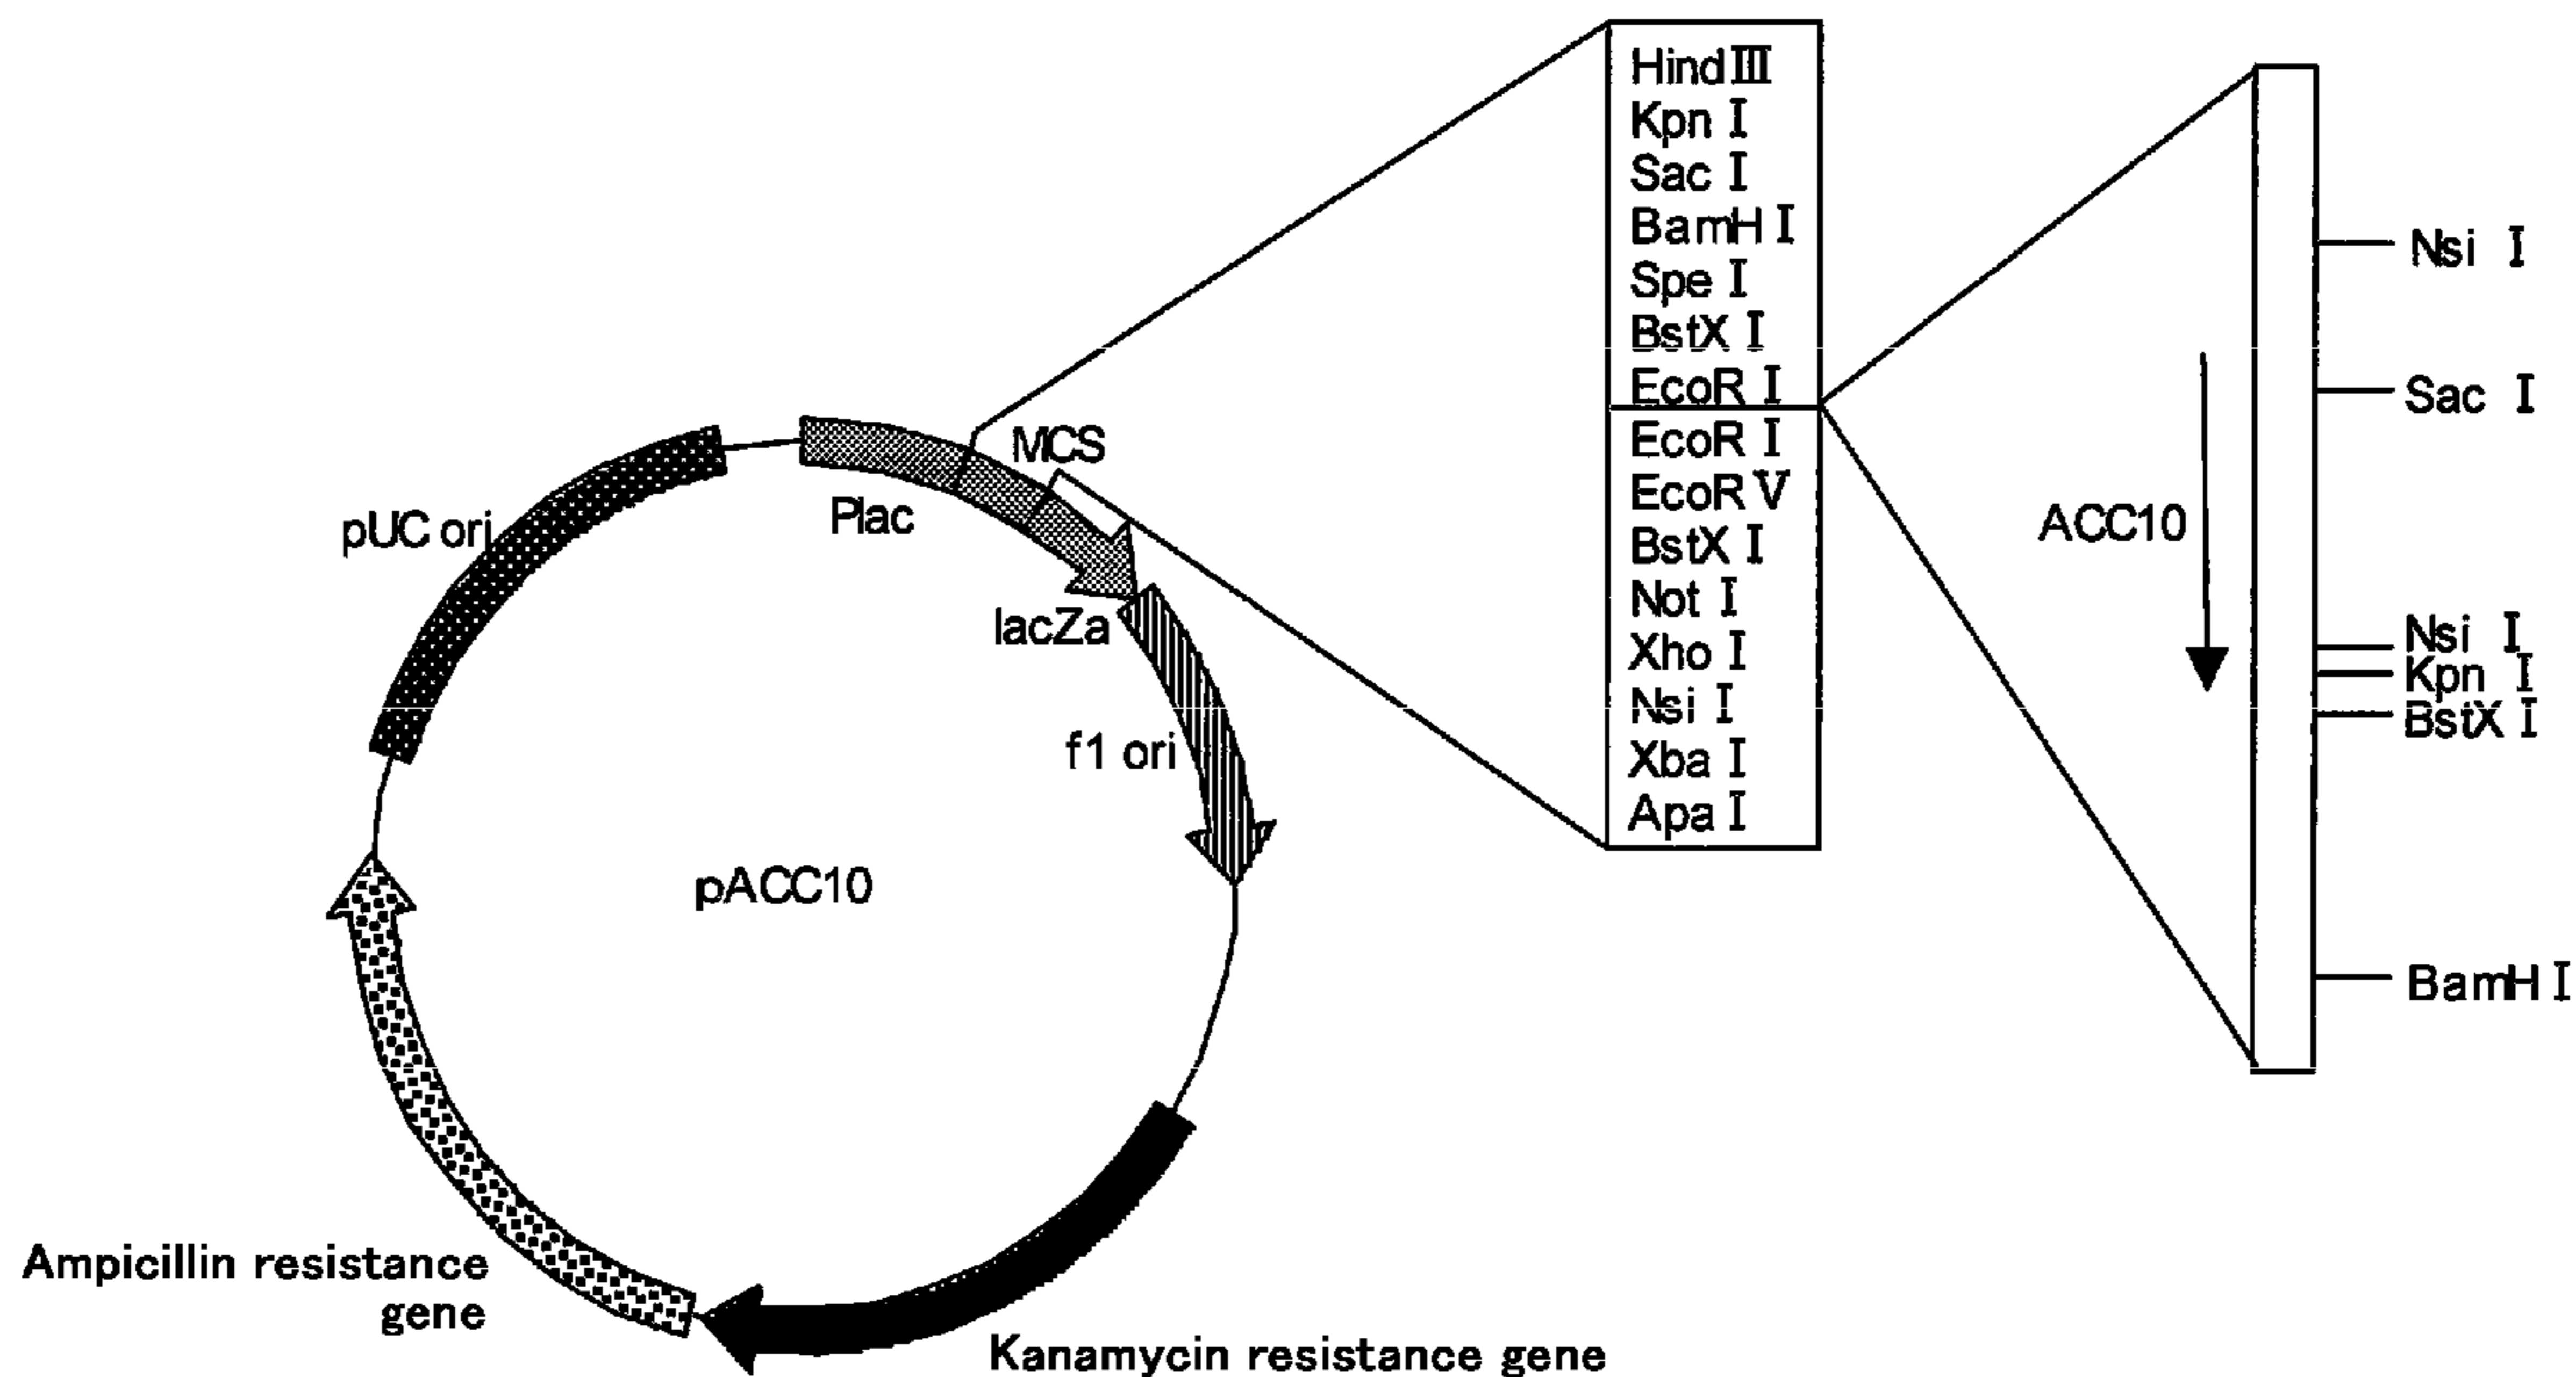 HindⅢ
Kpn Ⅰ
Sac Ⅰ
BamH Ⅰ
Spe Ⅰ
BstX Ⅰ
EcoR Ⅰ
EcoR Ⅰ
EcoR Ⅴ
BstX Ⅰ
Not Ⅰ
Xho Ⅰ
Nsi Ⅰ
Xba Ⅰ
Apa Ⅰ
Nsi Ⅰ
Sac Ⅰ
ACC10
Nsi Ⅰ
Kpn Ⅰ
BstX Ⅰ
BamH Ⅰ
MCS
Plac
pUC ori
lacZa
f1 ori
pACC10
Ampicillin resistance
gene
Kanamycin resistance gene